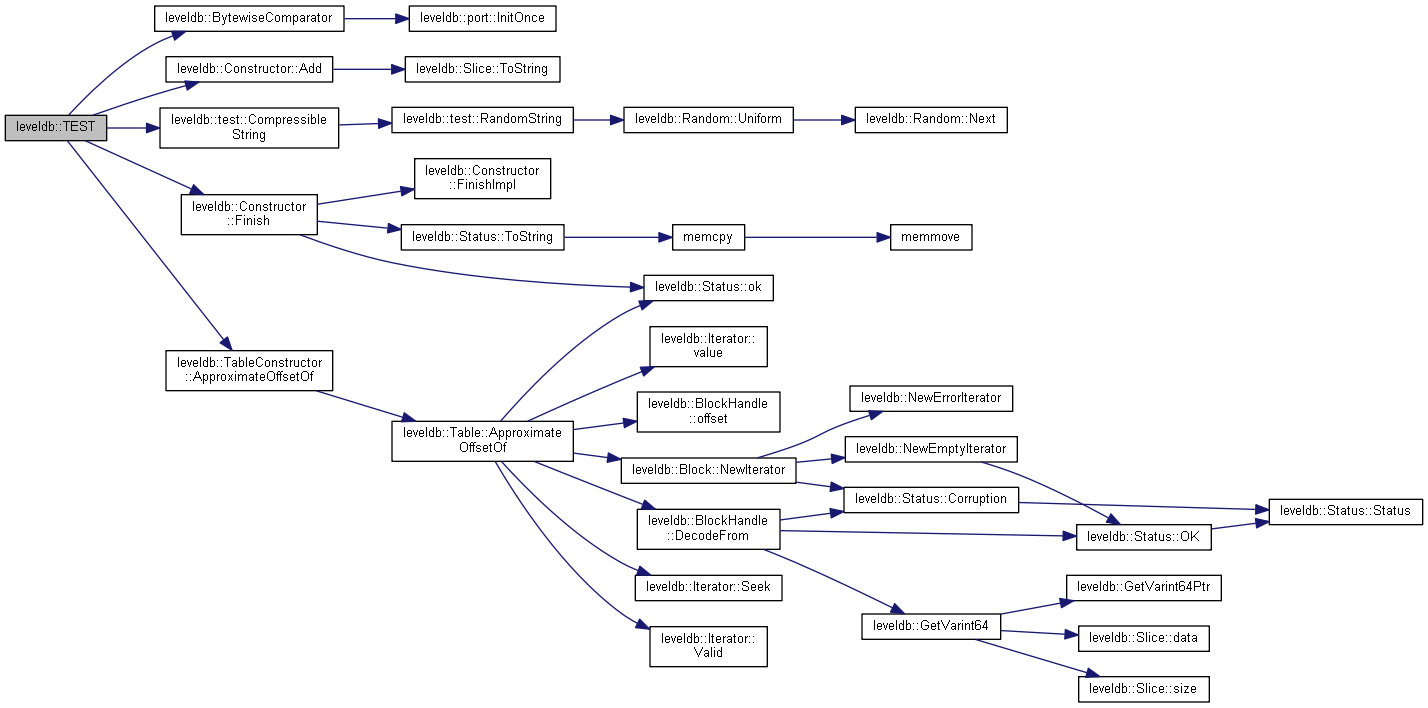 leveldb::TEST
leveldb::BytewiseComparator
leveldb::port::InitOnce
leveldb::Constructor::Add
leveldb::Slice::ToString
leveldb::test::Compressible
String
leveldb::test::RandomString
leveldb::Random::Uniform
leveldb::Random::Next
leveldb::Constructor
::Finish
leveldb::Constructor
::FinishImpl
leveldb::Status::ToString
memcpy
memmove
leveldb::Status::ok
leveldb::TableConstructor
::ApproximateOffsetOf
leveldb::Table::Approximate
OffsetOf
leveldb::Iterator::
value
leveldb::BlockHandle
::offset
leveldb::Block::NewIterator
leveldb::NewErrorIterator
leveldb::NewEmptyIterator
leveldb::Status::Corruption
leveldb::Status::Status
leveldb::BlockHandle
::DecodeFrom
leveldb::Status::OK
leveldb::Iterator::Seek
leveldb::GetVarint64
leveldb::GetVarint64Ptr
leveldb::Slice::data
leveldb::Slice::size
leveldb::Iterator::
Valid